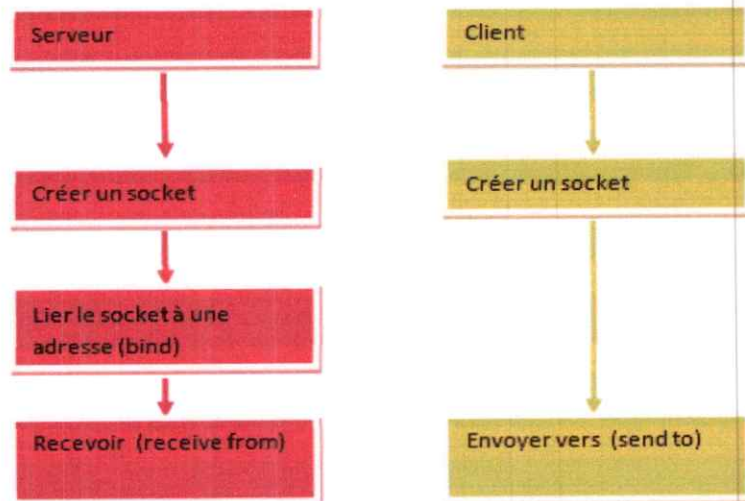 Serveur
Créer un socket
Lier le socket à une
adresse (bind)
Recevoir (receive from)
Client
Créer un socket
Envoyer vers (send to)